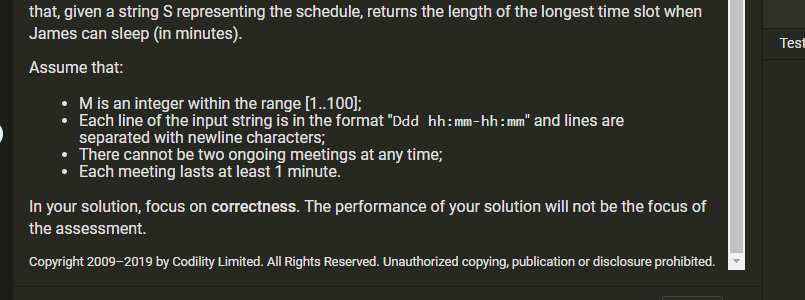 that, given a string S representing the schedule, returns the length of the longest time slot when
James can sleep (in minutes).
Assume that:
• M is an integer within the range [1..100];
• Each line of the input string is in the format "Ddd hh:mm-hh:mm" and lines are
separated with newline characters;
• There cannot be two ongoing meetings at any time;
• Each meeting lasts at least 1 minute.
In your solution, focus on correctness. The performance of your solution will not be the focus of
the assessment.
Copyright 2009–2019 by Codility Limited. All Rights Reserved. Unauthorized copying, publication or disclosure prohibited.
Test